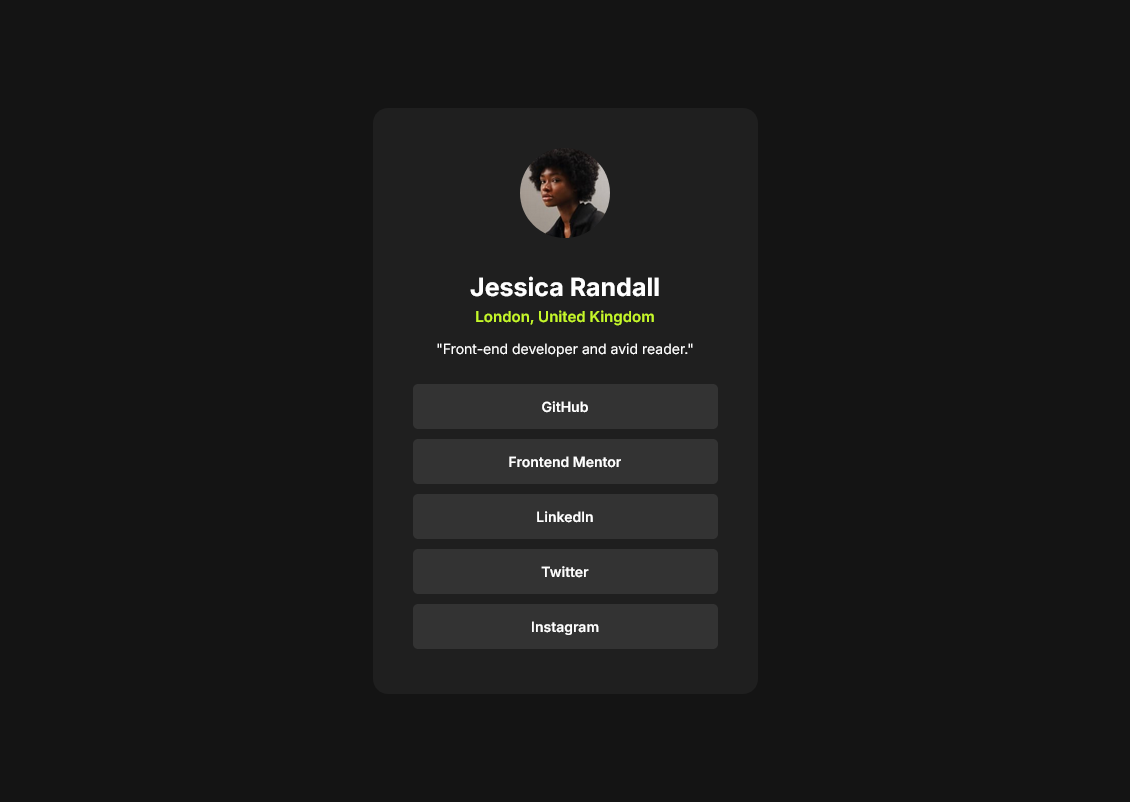 Jessica Randall
London, United Kingdom
"Front-end developer and avid reader."
GitHub
Frontend Mentor
LinkedIn
Twitter
Instagram